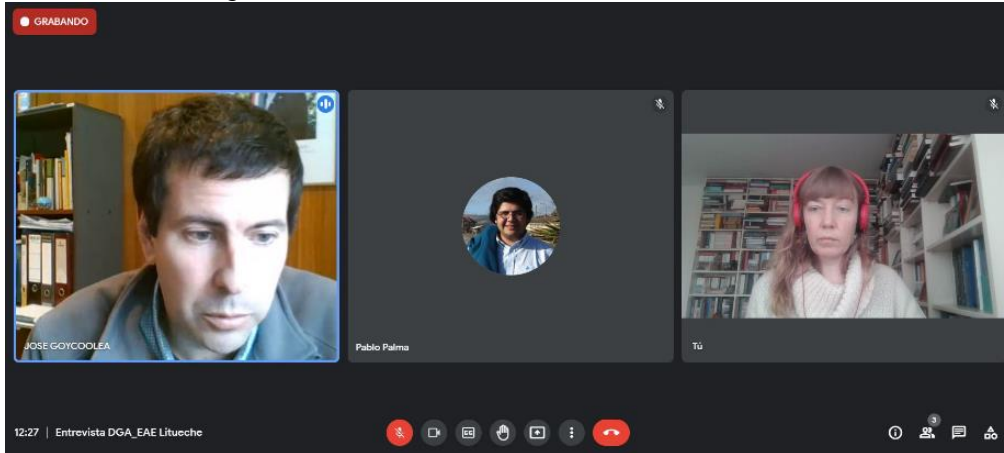 GRABANDO
JOSE GOYCOOLEA
Pablo Palma
Tú
12:27 | Entrevista DGA_EAE Litueche
3